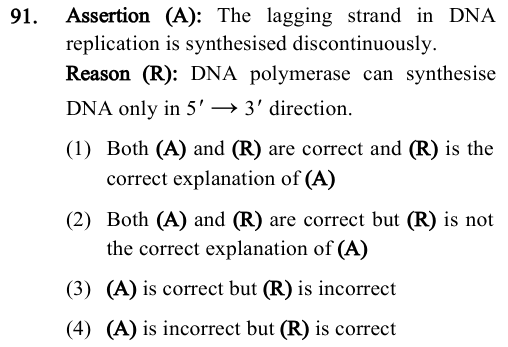 91. Assertion (A): The lagging strand in DNA
replication is synthesised discontinuously.
Reason (R): DNA polymerase can synthesise
DNA only in 5′ → 3′ direction.
(1) Both (A) and (R) are correct and (R) is the
correct explanation of (A)
(2) Both (A) and (R) are correct but (R) is not
the correct explanation of (A)
(3) (A) is correct but (R) is incorrect
(4) (A) is incorrect but (R) is correct